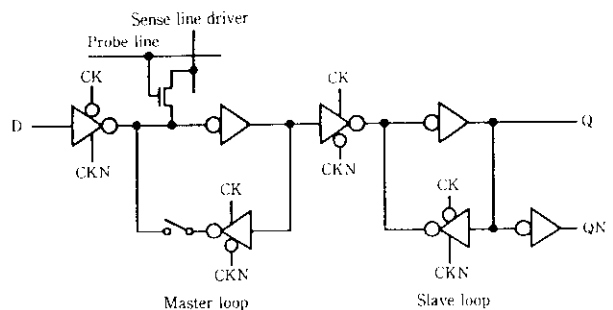 Sense line driver
Probe line
CK
CK
D
Q
CKN
CKN
CK
CK
QN
CKN
CKN
Master loop
Slave loop